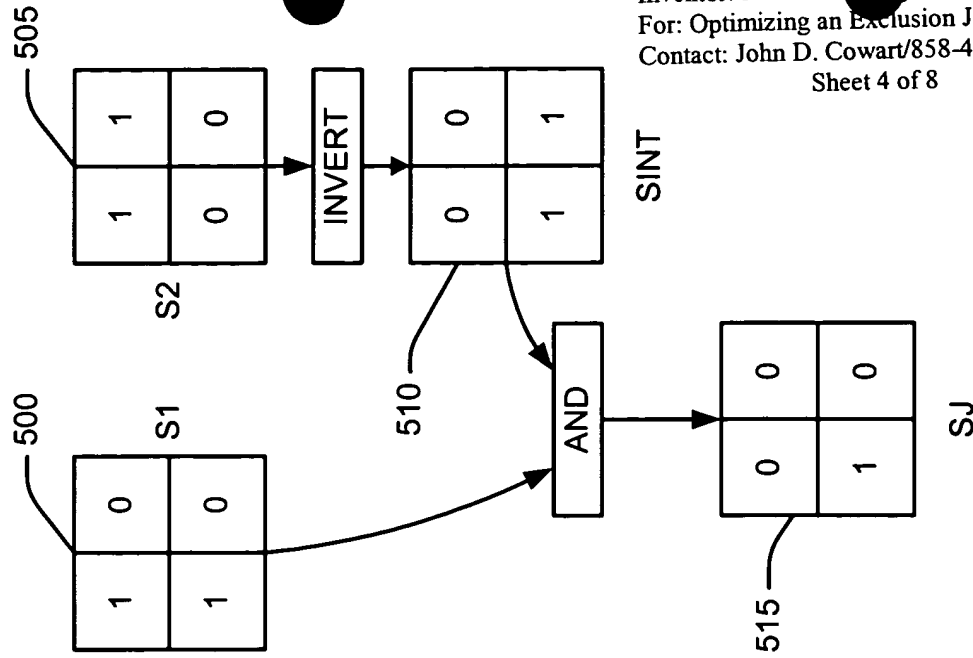 For: Optimizing an Exclusion J
Contact: John D. Cowart/858-4
Sheet 4 of 8
500
S1
1 0
1 0
505
S2
1 1
0 0
INVERT
510
0 0
1 1
SINT
AND
515
0 0
1 0
SJ